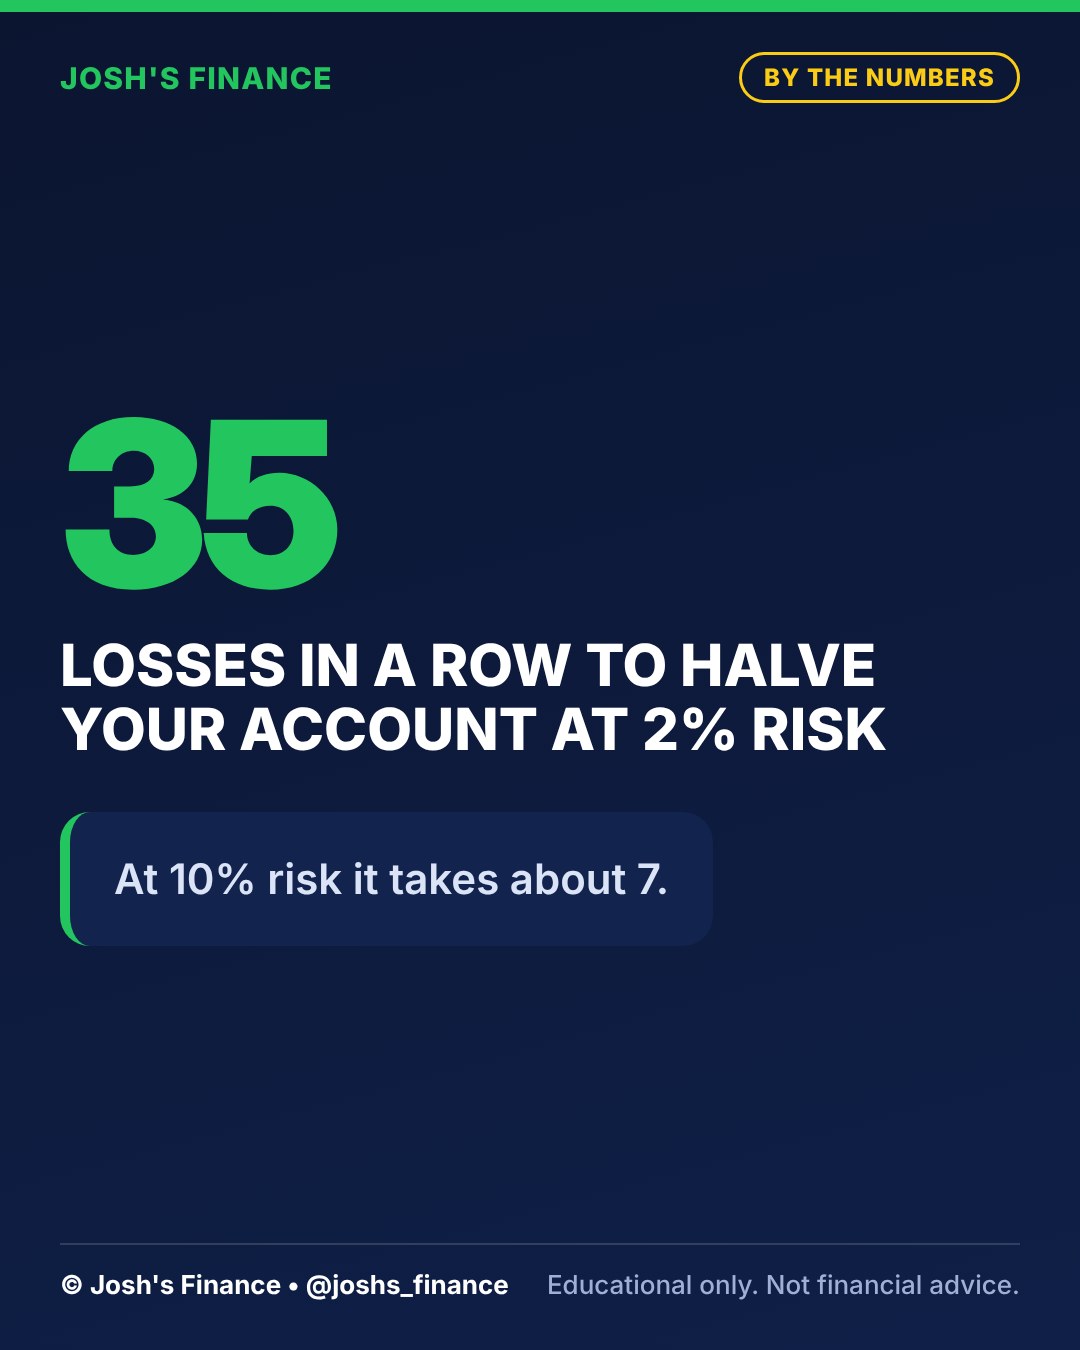 JOSH'S FINANCE
BY THE NUMBERS
35
LOSSES IN A ROW TO HALVE
YOUR ACCOUNT AT 2% RISK
At 10% risk it takes about 7.
© Josh's Finance • @joshs_finance
Educational only. Not financial advice.